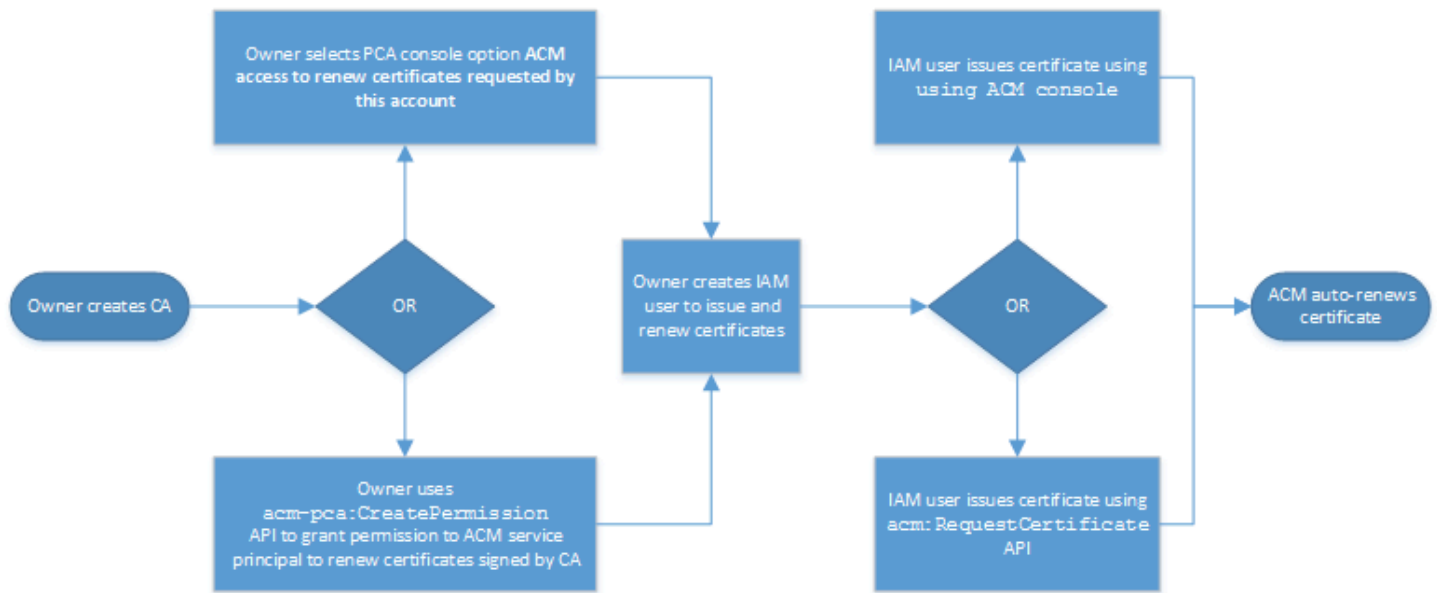 Owner creates CA
OR
Owner selects PCA console option ACM
access to renew certificates requested by
this account
Owner uses
acm-pca:CreatePermission
API to grant permission to ACM service
principal to renew certificates signed by CA
Owner creates IAM
user to issue and
renew certificates
OR
IAM user issues certificate using
using ACM console
IAM user issues certificate using
acm:RequestCertificate
API
ACM auto-renews
certificate